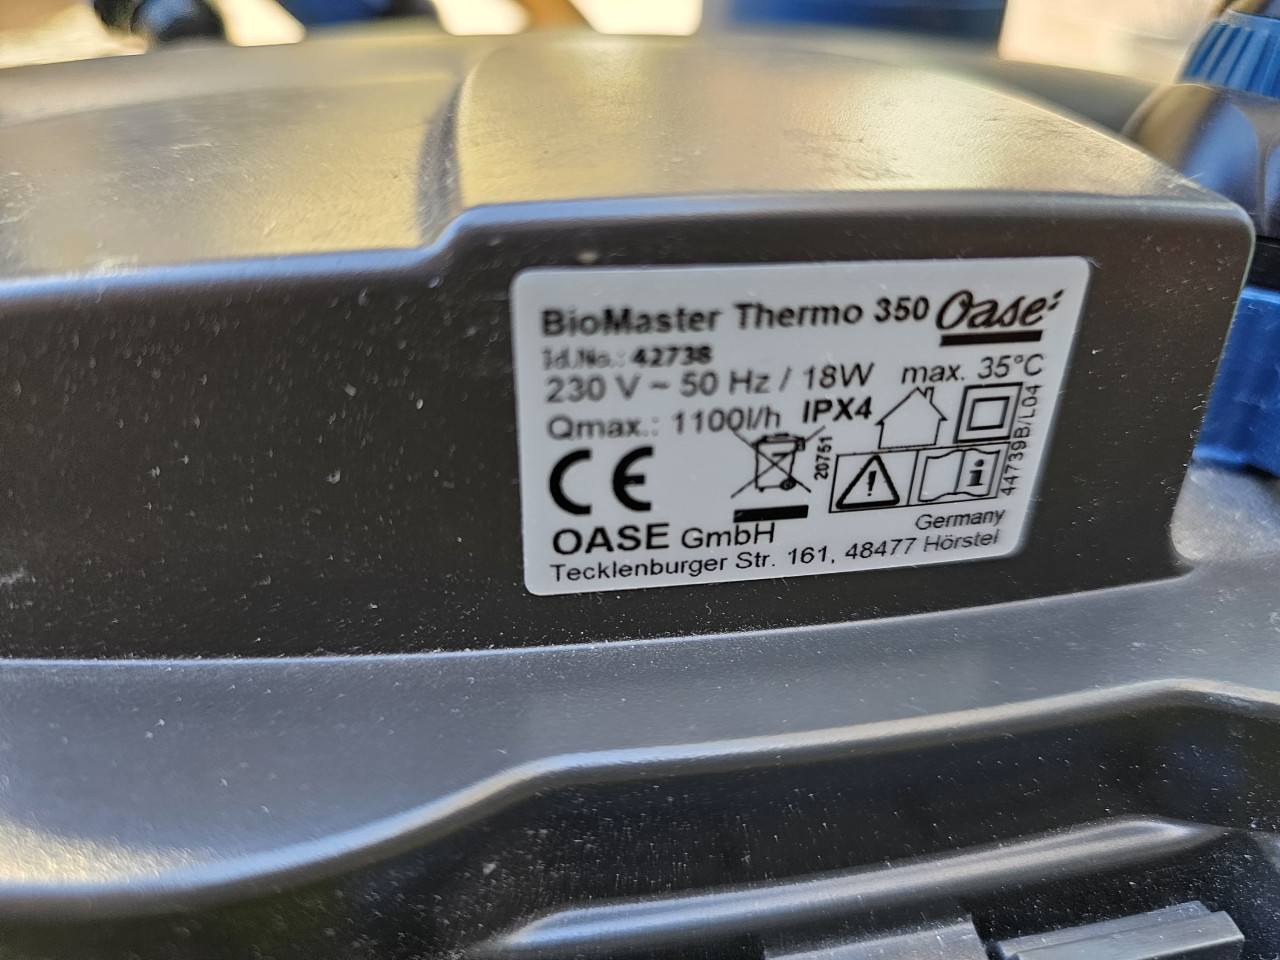 BioMaster Thermo 350 Oase
Id.No.: 42738
230 V ~ 50 Hz / 18W max. 35°C
Qmax.: 1100l/h IPX4
20751
44739B/L04
CE
OASE GmbH Germany
Tecklenburger Str. 161, 48477 Hörstel